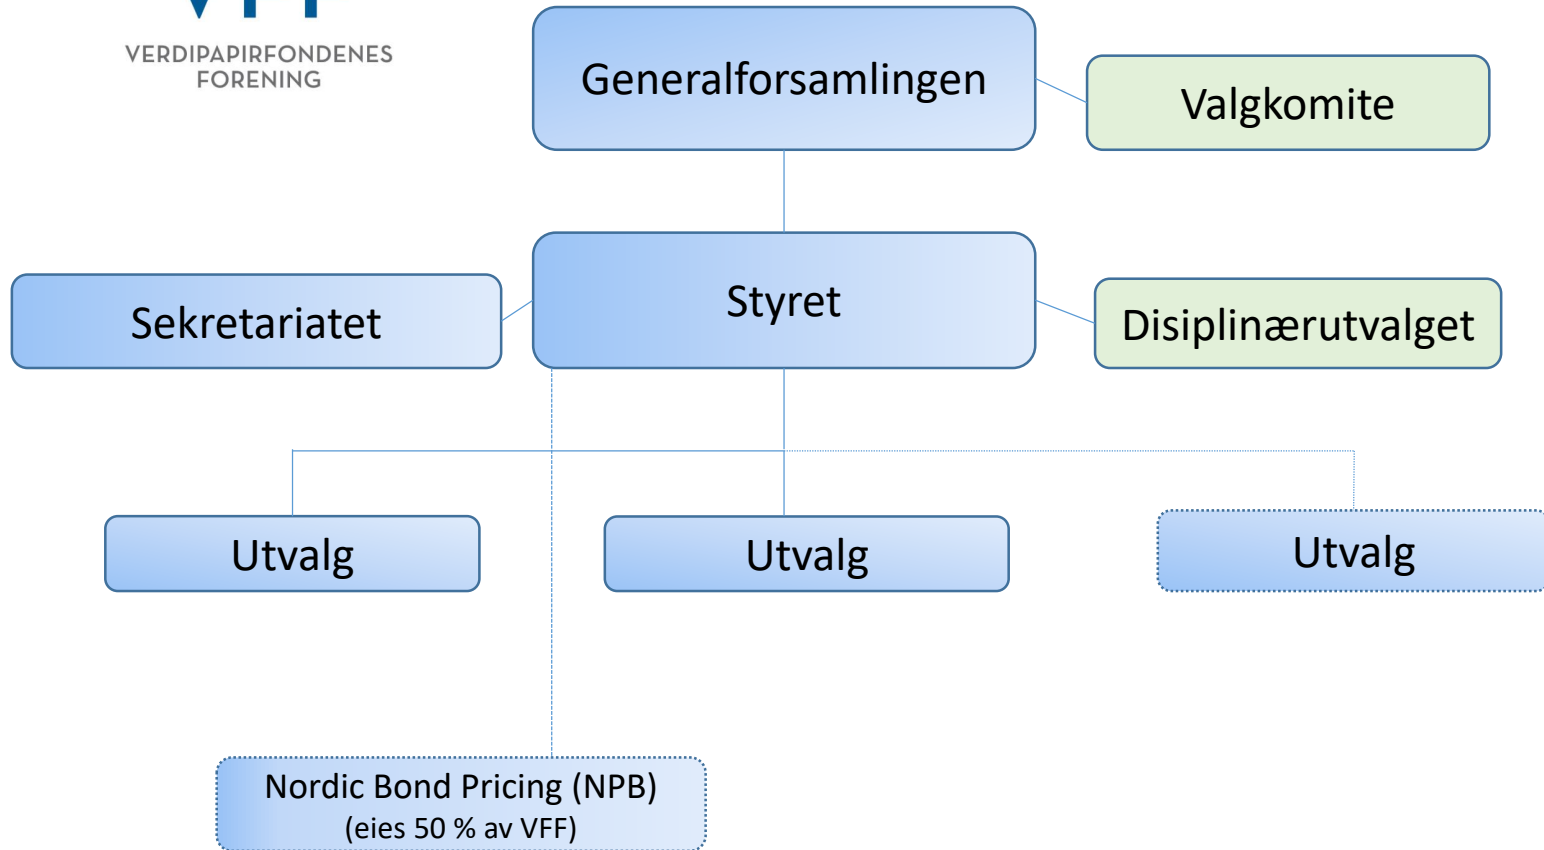 VERDIPAPIRFONDENES
FORENING
Generalforsamlingen
Valgkomite
Styret
Sekretariatet
Disiplinærutvalget
Utvalg
Utvalg
Utvalg
Nordic Bond Pricing (NPB)
(eies 50 % av VFF)